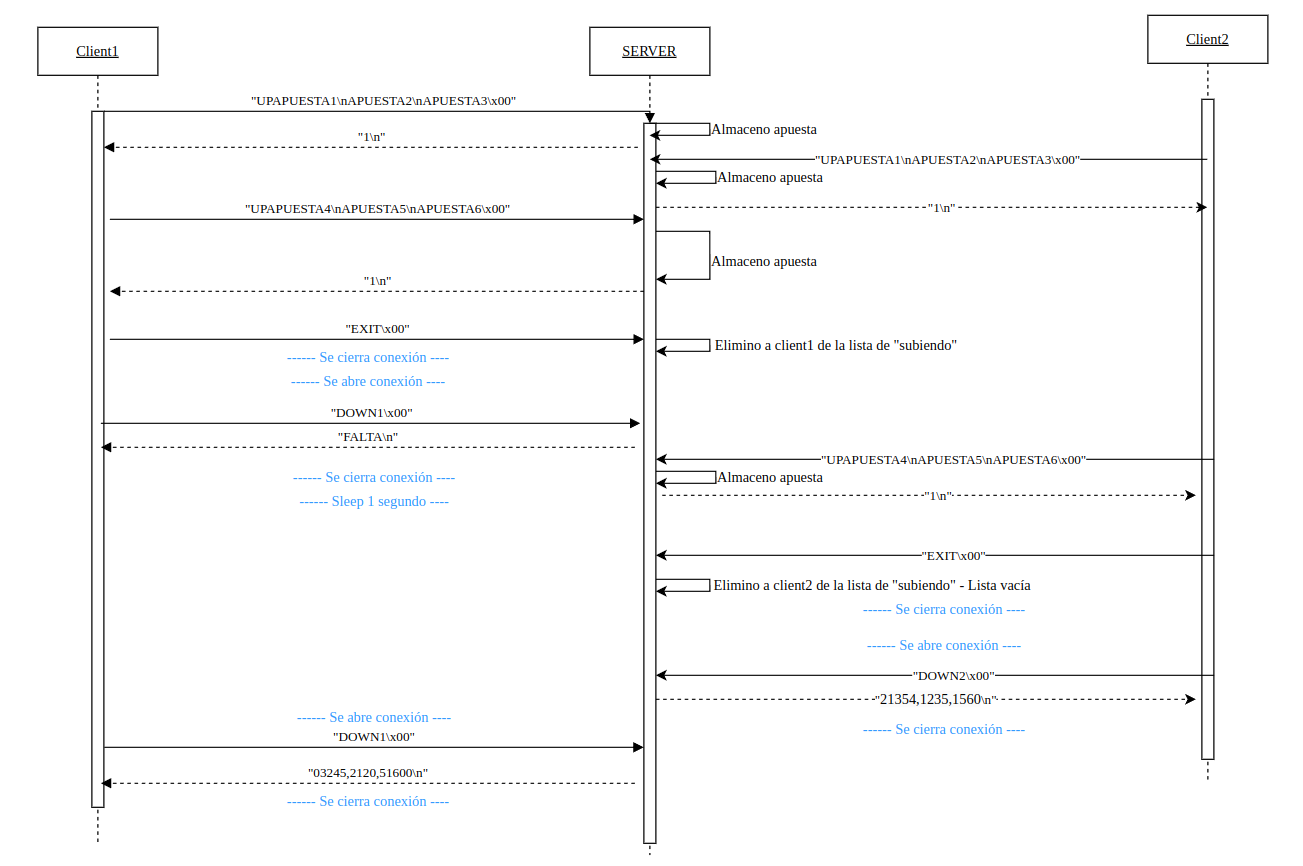 Client1
SERVER
Client2
"UPAPUESTA1\nAPUESTA2\nAPUESTA3\x00"
Almaceno apuesta
"1\n"
"UPAPUESTA1\nAPUESTA2\nAPUESTA3\x00"
Almaceno apuesta
"UPAPUESTA4\nAPUESTA5\nAPUESTA6\x00"
"1\n"
Almaceno apuesta
"1\n"
"EXIT\x00"
Elimino a client1 de la lista de "subiendo"
------ Se cierra conexión ----
------ Se abre conexión ----
"DOWN1\x00"
"FALTA\n"
"UPAPUESTA4\nAPUESTA5\nAPUESTA6\x00"
------ Se cierra conexión ----
Almaceno apuesta
"1\n"
------ Sleep 1 segundo ----
"EXIT\x00"
Elimino a client2 de la lista de "subiendo" - Lista vacía
------ Se cierra conexión ----
------ Se abre conexión ----
"DOWN2\x00"
"21354,1235,1560\n"
------ Se abre conexión ----
------ Se cierra conexión ----
"DOWN1\x00"
"03245,2120,51600\n"
------ Se cierra conexión ----